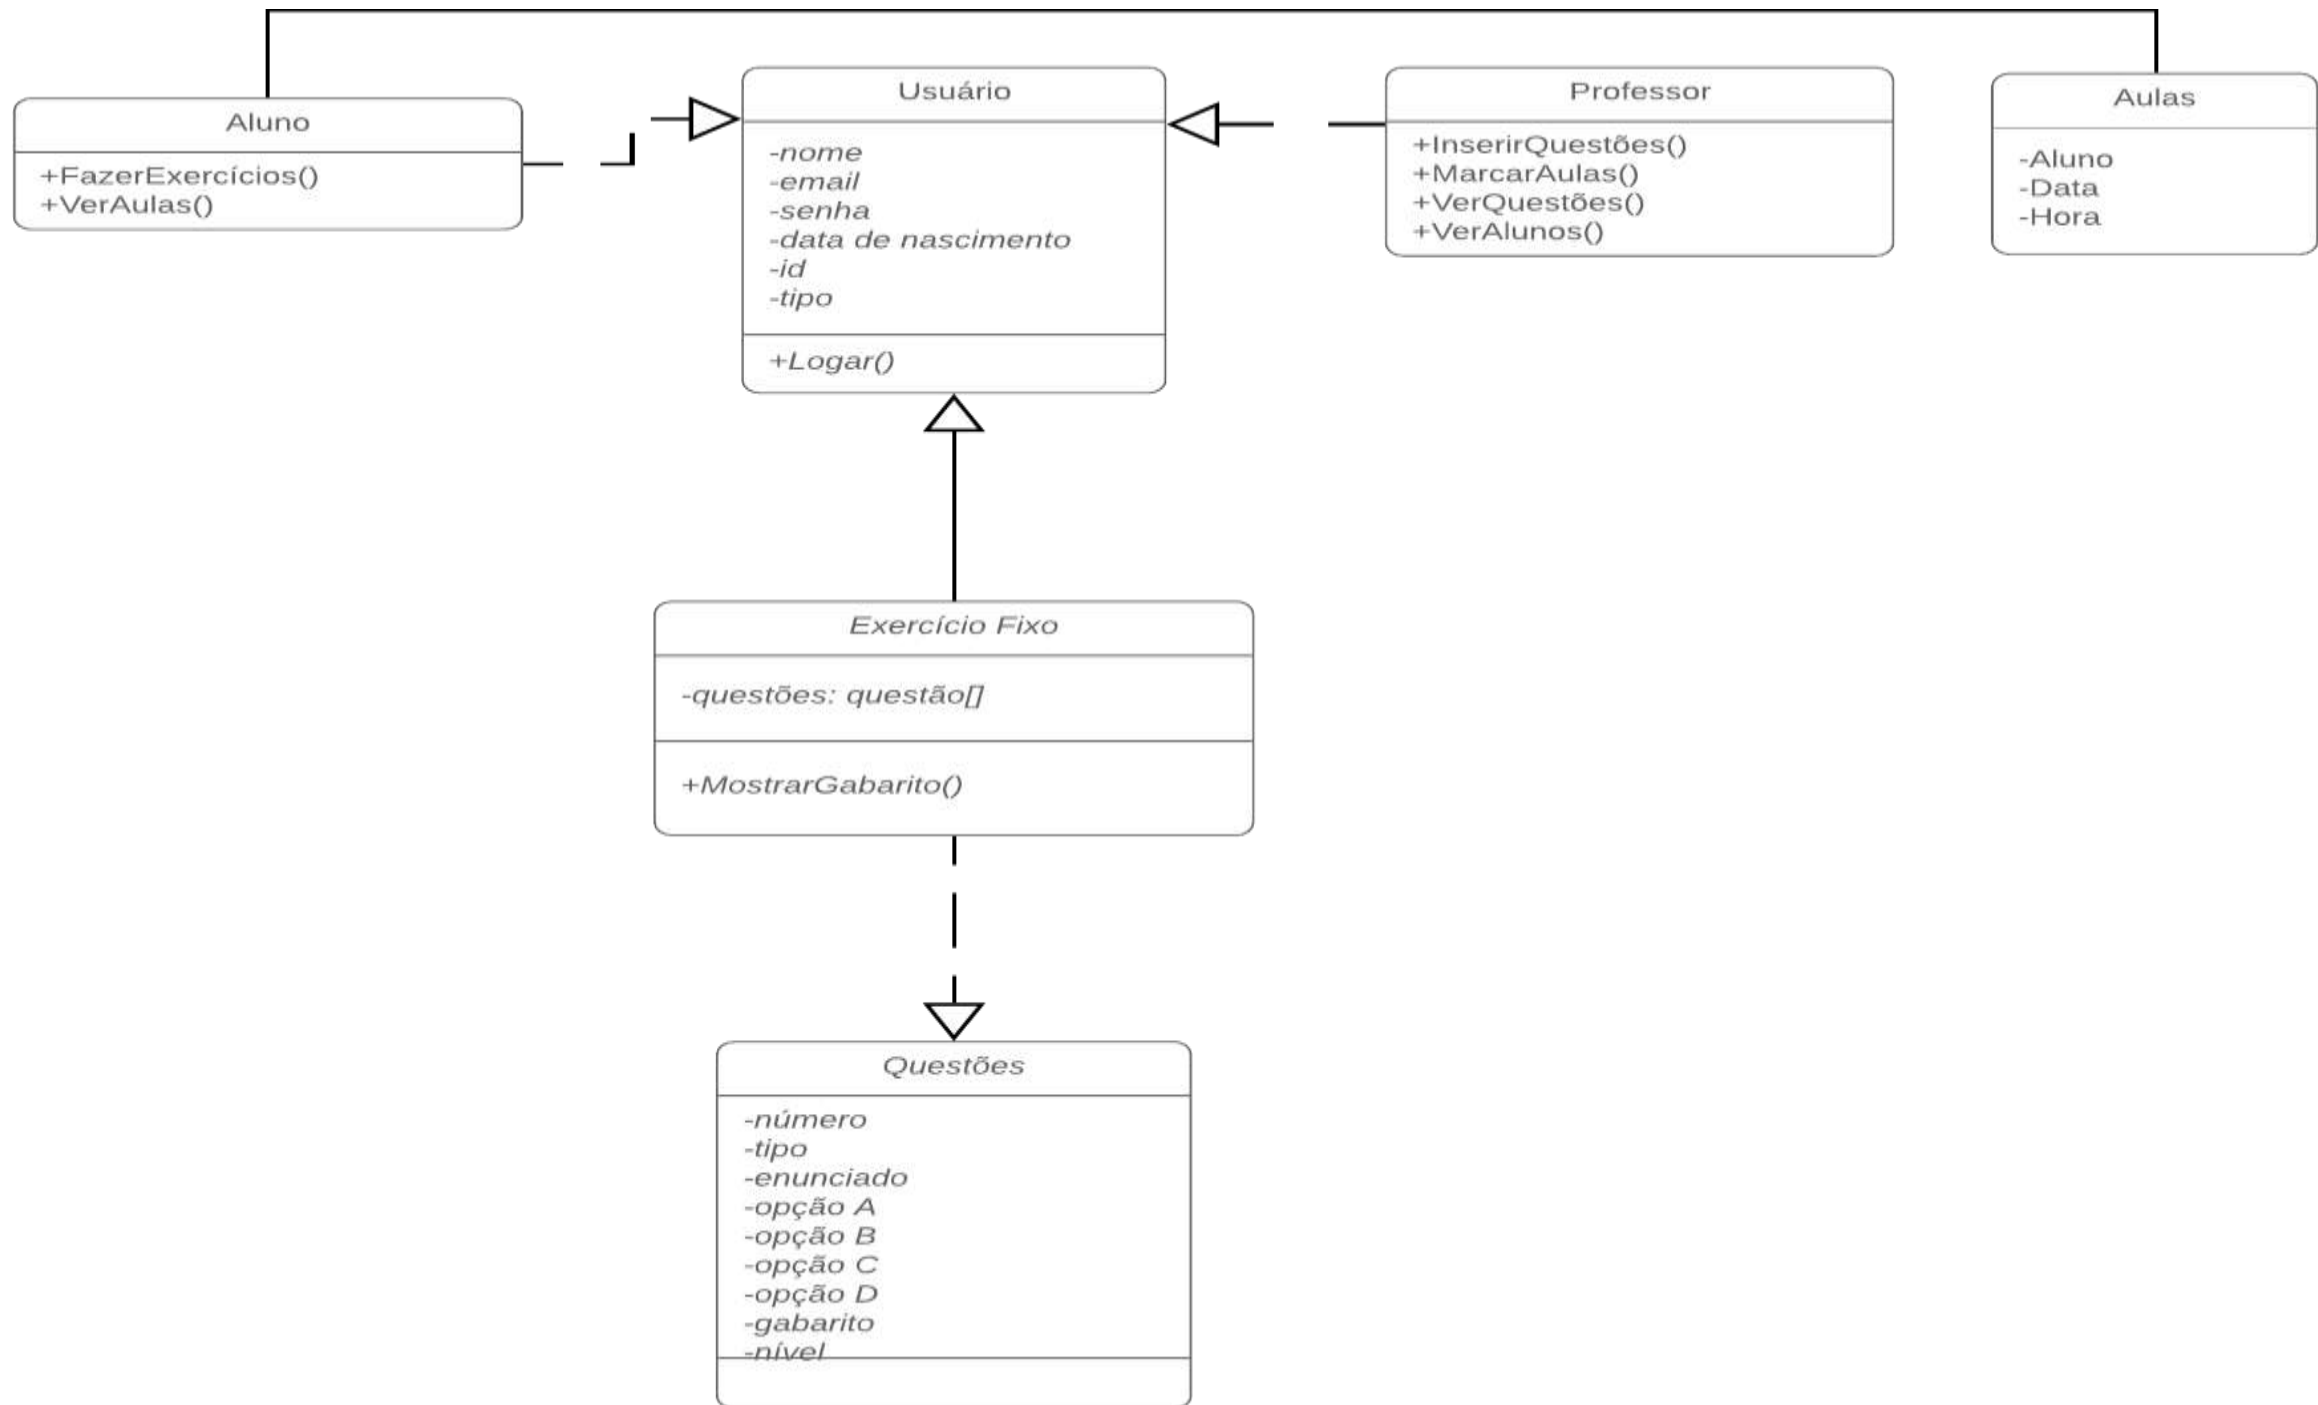 Aluno
+FazerExercícios()
+VerAulas()
Usuário
-nome
-email
-senha
-data de nascimento
-id
-tipo
+Logar()
Professor
+InserirQuestões()
+MarcarAulas()
+VerQuestões()
+VerAlunos()
Aulas
-Aluno
-Data
-Hora
Exercício Fixo
-questões: questão[]
+MostrarGabarito()
Questões
-número
-tipo
-enunciado
-opção A
-opção B
-opção C
-opção D
-gabarito
-nível